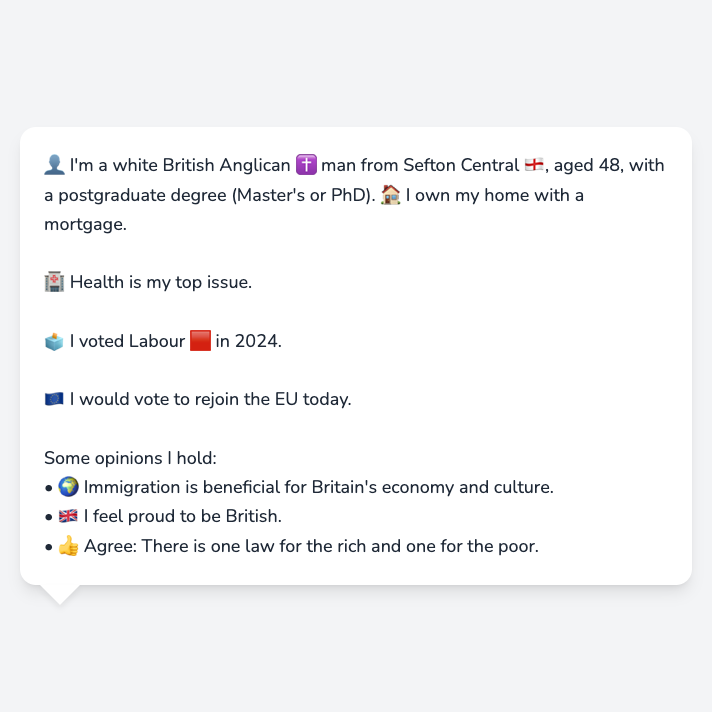 👤 I'm a white British Anglican ✝️ man from Sefton Central 🏴󠁧󠁢󠁥󠁮󠁧󠁿, aged 48, with
a postgraduate degree (Master's or PhD). 🏠 I own my home with a
mortgage.
🏥 Health is my top issue.
🗳️ I voted Labour 🟥 in 2024.
🇪🇺 I would vote to rejoin the EU today.
Some opinions I hold:
• 🌍 Immigration is beneficial for Britain's economy and culture.
• 🇬🇧 I feel proud to be British.
• 👍 Agree: There is one law for the rich and one for the poor.